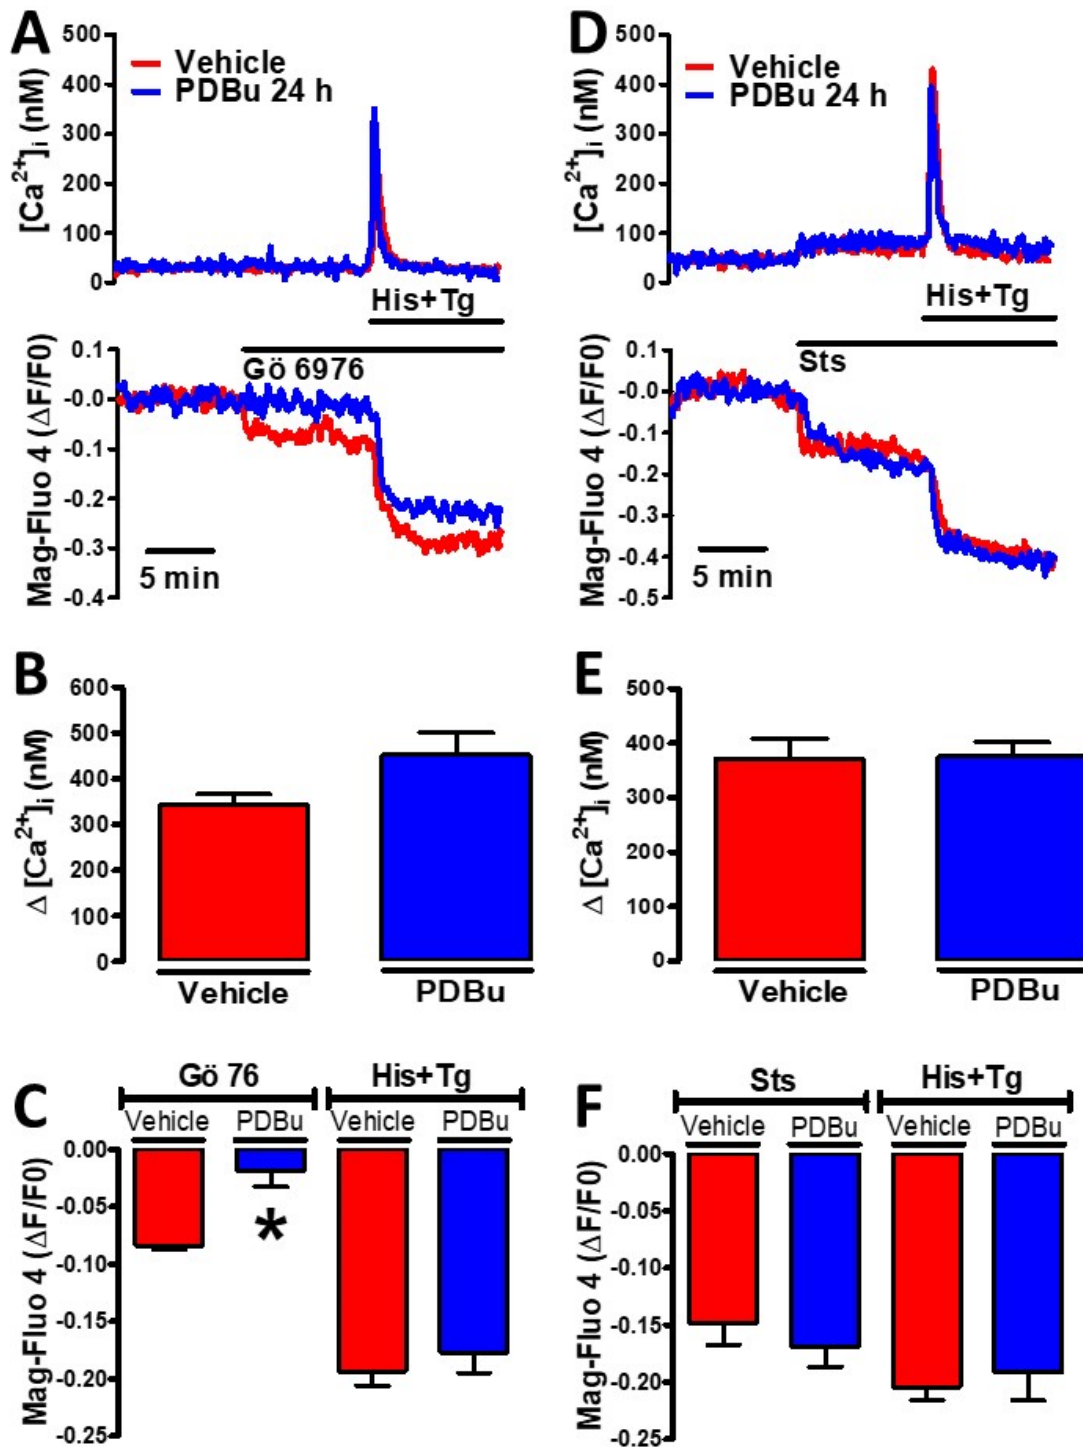 A
500
400
300
200
100
0
[Ca²⁺]ᵢ (nM)
Vehicle
PDBu 24 h
His+Tg
0.1
-0.0
-0.1
-0.2
-0.3
-0.4
Mag-Fluo 4 (ΔF/F0)
Gö 6976
5 min
D
500
400
300
200
100
0
[Ca²⁺]ᵢ (nM)
Vehicle
PDBu 24 h
His+Tg
0.1
-0.0
-0.1
-0.2
-0.3
-0.4
-0.5
Mag-Fluo 4 (ΔF/F0)
Sts
5 min
B
600
500
400
300
200
100
0
Δ [Ca²⁺]ᵢ (nM)
Vehicle
PDBu
E
500
400
300
200
100
0
Δ [Ca²⁺]ᵢ (nM)
Vehicle
PDBu
C
Gö 76
His+Tg
Vehicle
PDBu
Vehicle
PDBu
0.00
-0.05
-0.10
-0.15
-0.20
-0.25
Mag-Fluo 4 (ΔF/F0)
*
F
Sts
His+Tg
Vehicle
PDBu
Vehicle
PDBu
0.00
-0.05
-0.10
-0.15
-0.20
-0.25
Mag-Fluo 4 (ΔF/F0)